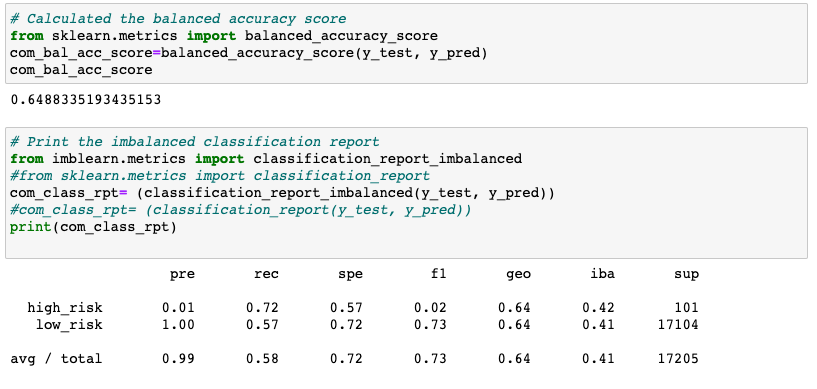 # Calculated the balanced accuracy score
from sklearn.metrics import balanced_accuracy_score
com_bal_acc_score=balanced_accuracy_score(y_test, y_pred)
com_bal_acc_score
0.6488335193435153
# Print the imbalanced classification report
from imblearn.metrics import classification_report_imbalanced
#from sklearn.metrics import classification_report
com_class_rpt= (classification_report_imbalanced(y_test, y_pred))
#com_class_rpt= (classification_report(y_test, y_pred))
print(com_class_rpt)
pre rec spe f1 geo iba sup
high_risk 0.01 0.72 0.57 0.02 0.64 0.42 101
low_risk 1.00 0.57 0.72 0.73 0.64 0.41 17104
avg / total 0.99 0.58 0.72 0.73 0.64 0.41 17205